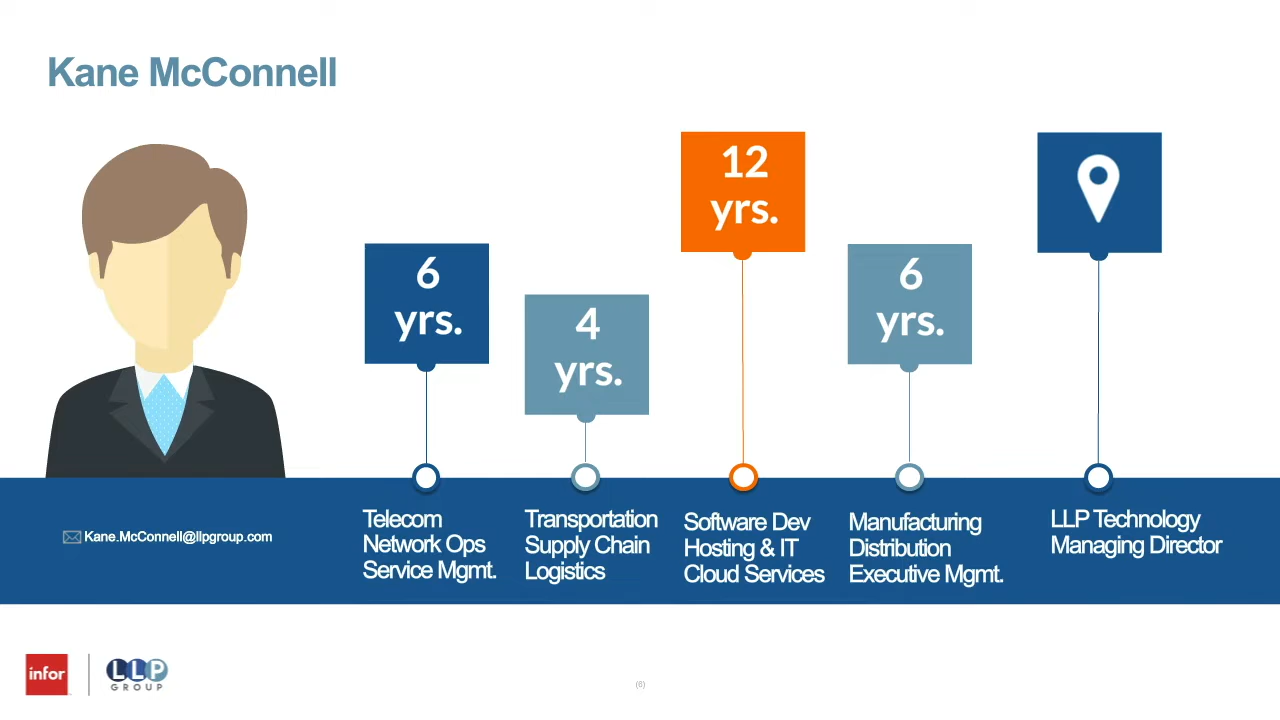 Kane McConnell
12
yrs.
6
yrs.
4
yrs.
6
yrs.
Kane.McConnell@llpgroup.com
Telecom
Network Ops
Service Mgmt.
Transportation
Supply Chain
Logistics
Software Dev
Hosting & IT
Cloud Services
Manufacturing
Distribution
Executive Mgmt.
LLP Technology
Managing Director
infor
LLP
GROUP
(6)